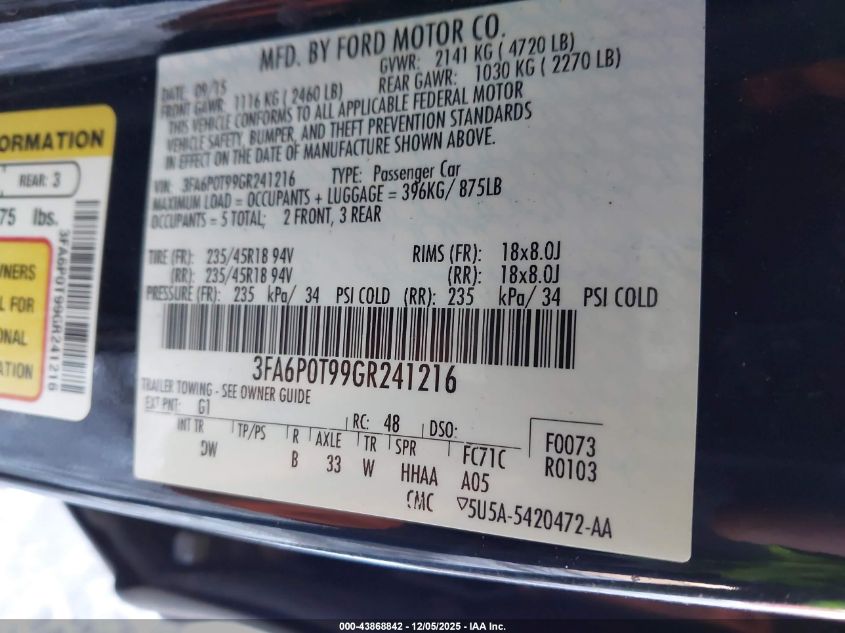 MFD. BY FORD MOTOR CO.
DATE: 09/15 GVWR: 2141 KG ( 4720 LB)
FRONT GAWR: 1116 KG ( 2460 LB) REAR GAWR: 1030 KG ( 2270 LB)
THIS VEHICLE CONFORMS TO ALL APPLICABLE FEDERAL MOTOR
VEHICLE SAFETY, BUMPER, AND THEFT PREVENTION STANDARDS
IN EFFECT ON THE DATE OF MANUFACTURE SHOWN ABOVE.
VIN: 3FA6P0T99GR241216 TYPE: Passenger Car
MAXIMUM LOAD = OCCUPANTS + LUGGAGE = 396KG/ 875LB
OCCUPANTS = 5 TOTAL; 2 FRONT, 3 REAR
TIRE (FR): 235/45R18 94V RIMS (FR): 18x8.0J
(RR): 235/45R18 94V (RR): 18x8.0J
PRESSURE (FR): 235 kPa/ 34 PSI COLD (RR): 235 kPa/ 34 PSI COLD
3FA6P0T99GR241216
TRAILER TOWING - SEE OWNER GUIDE
EXT PNT: G1 RC: 48 DSO:
INT TR TP/PS R AXLE TR SPR FC71C F0073
DW B 33 W HHAA A05 R0103
CMC 5U5A-5420472-AA
ORMATION
REAR: 3
75 lbs.
WNERS
L FOR
ONAL
ATION
3FA6P0T99GR241216
000-43868842 - 12/05/2025 - IAA Inc.